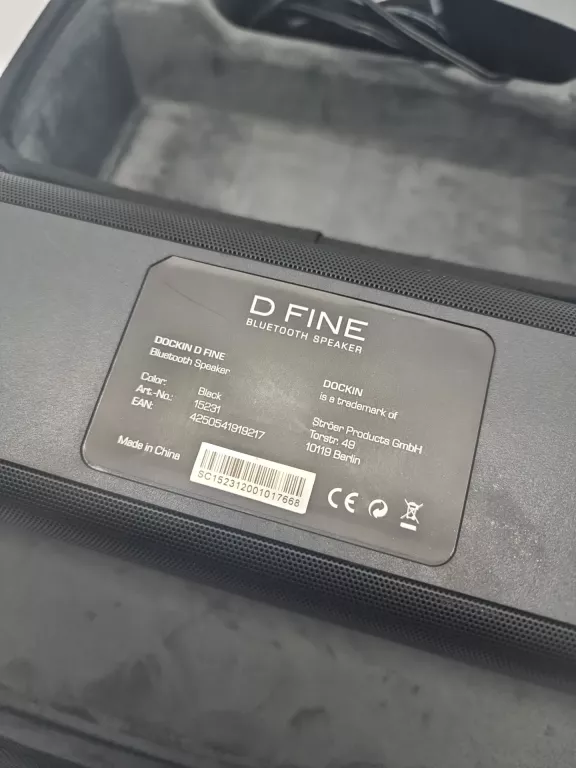 D FINE
BLUETOOTH SPEAKER
DOCKIN D FINE
Bluetooth Speaker
Color: Black
Art.-No.: 15231
EAN: 4250541919217
Made in China
DOCKIN
is a trademark of
Ströer Products GmbH
Torstr. 49
10119 Berlin
SC152312001017668
CE